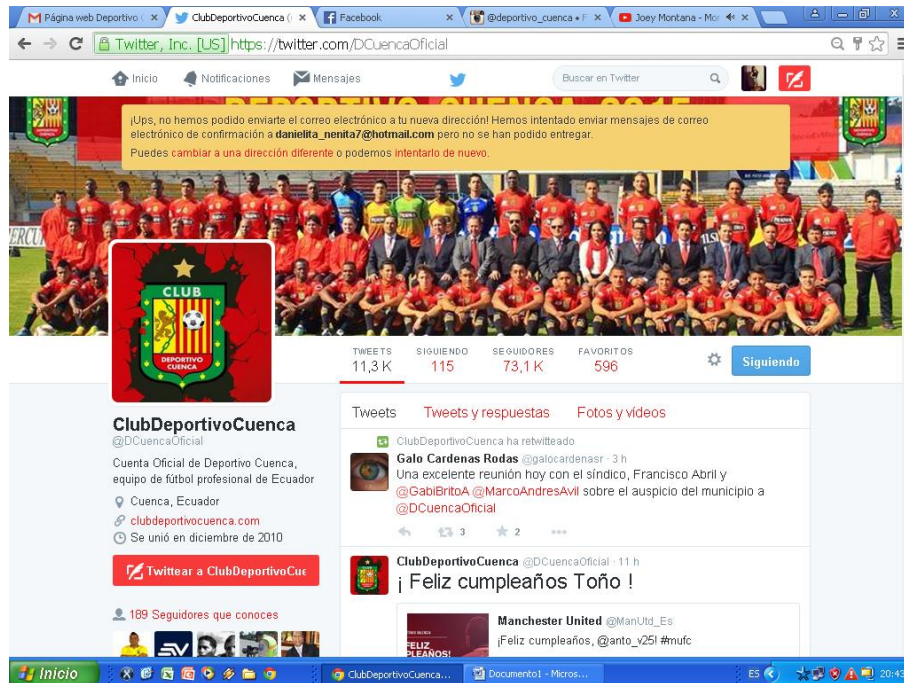 Página web Deportivo
ClubDeportivoCuenca (
Facebook
@deportivo_cuenca • F
Joey Montana - Mor
Twitter, Inc. [US] https://twitter.com/DCuencaOficial
Inicio
Notificaciones
Mensajes
Buscar en Twitter
DEPORTIVO CUENCA 2015
¡Ups, no hemos podido enviarte el correo electrónico a tu nueva dirección! Hemos intentado enviar mensajes de correo
electrónico de confirmación a danielita_nenita7@hotmail.com pero no se han podido entregar.
Puedes cambiar a una dirección diferente o podemos intentarlo de nuevo.
CLUB
DEPORTIVO
CUENCA
TWEETS SIGUIENDO SEGUIDORES FAVORITOS
11,3 K 115 73,1 K 596
Siguiendo
ClubDeportivoCuenca
@DCuencaOficial
Cuenta Oficial de Deportivo Cuenca,
equipo de fútbol profesional de Ecuador
Cuenca, Ecuador
clubdeportivocuenca.com
Se unió en diciembre de 2010
Twittear a ClubDeportivoCue
189 Seguidores que conoces
Tweets Tweets y respuestas Fotos y vídeos
ClubDeportivoCuenca ha retwitteado
Galo Cardenas Rodas @galocardenasr · 3 h
Una excelente reunión hoy con el síndico, Francisco Abril y
@GabiBritoA @MarcoAndresAvil sobre el auspicio del municipio a
@DCuencaOficial
3 2
ClubDeportivoCuenca @DCuencaOficial · 11 h
¡ Feliz cumpleaños Toño !
Manchester United @ManUtd_Es
¡Feliz cumpleaños, @anto_v25! #mufc
¡FELIZ
CUMPLEAÑOS!
Inicio
ClubDeportivoCuenca...
Documento1 - Micros...
ES
20:43